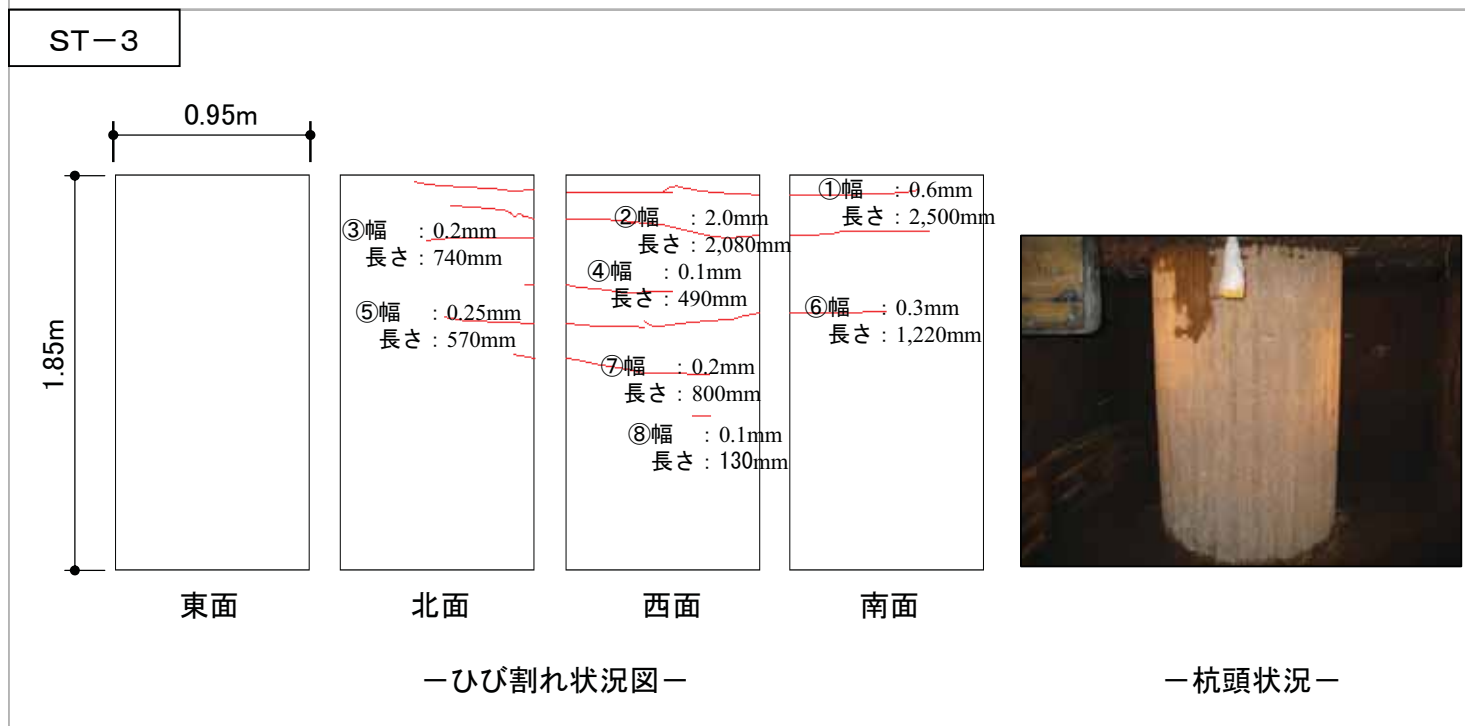 ST-3
0.95m
1.85m
①幅 : 0.6mm
長さ : 2,500mm
②幅 : 2.0mm
長さ : 2,080mm
③幅 : 0.2mm
長さ : 740mm
④幅 : 0.1mm
長さ : 490mm
⑤幅 : 0.25mm
長さ : 570mm
⑥幅 : 0.3mm
長さ : 1,220mm
⑦幅 : 0.2mm
長さ : 800mm
⑧幅 : 0.1mm
長さ : 130mm
東面 北面 西面 南面
-ひび割れ状況図-
-杭頭状況-